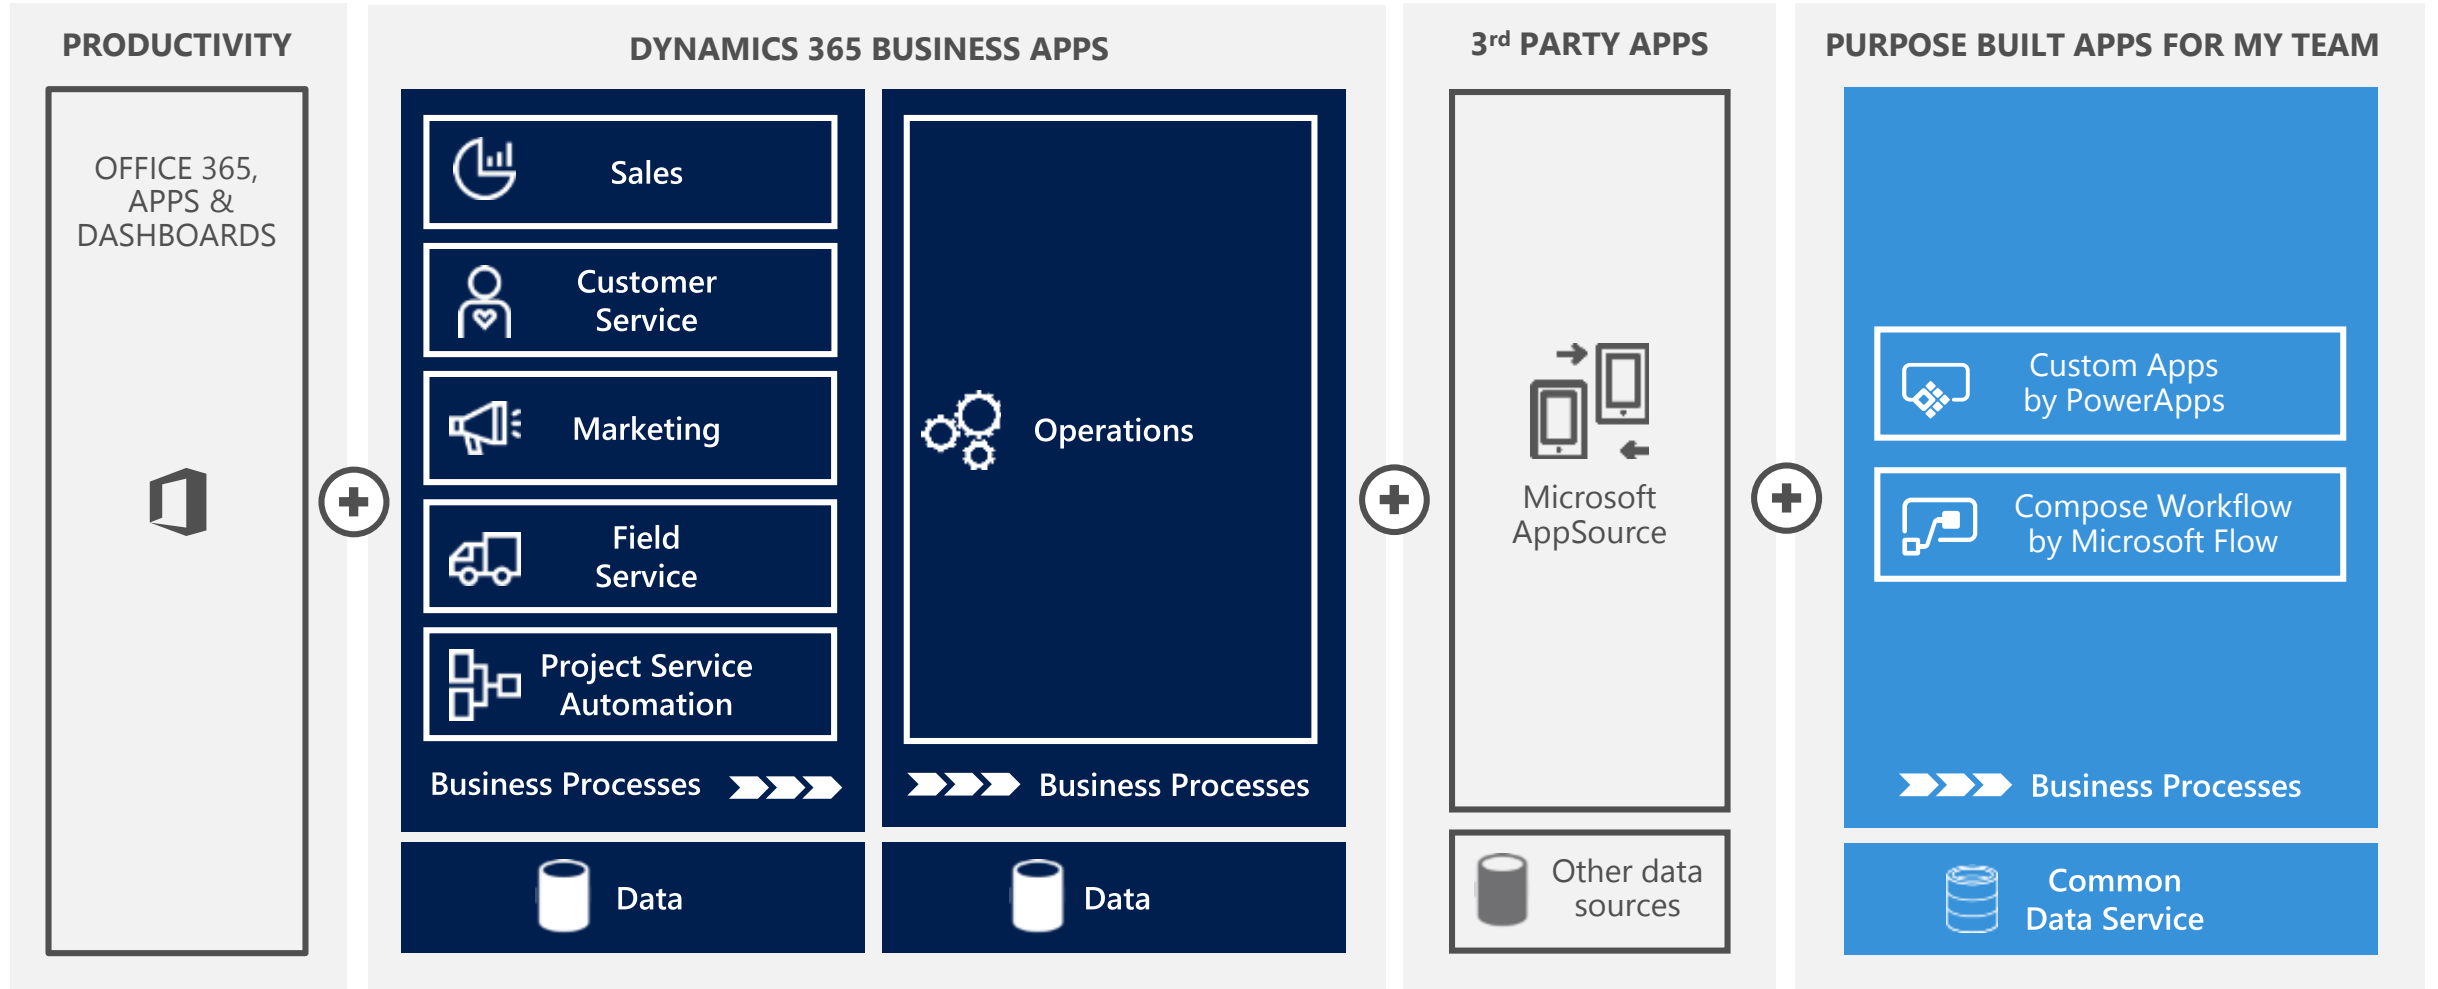 PRODUCTIVITY
OFFICE 365,
APPS &
DASHBOARDS
DYNAMICS 365 BUSINESS APPS
Sales
Customer
Service
Marketing
Field
Service
Project Service
Automation
Business Processes
Data
Operations
Business Processes
Data
3rd PARTY APPS
Microsoft
AppSource
Other data
sources
PURPOSE BUILT APPS FOR MY TEAM
Custom Apps
by PowerApps
Compose Workflow
by Microsoft Flow
Business Processes
Common
Data Service